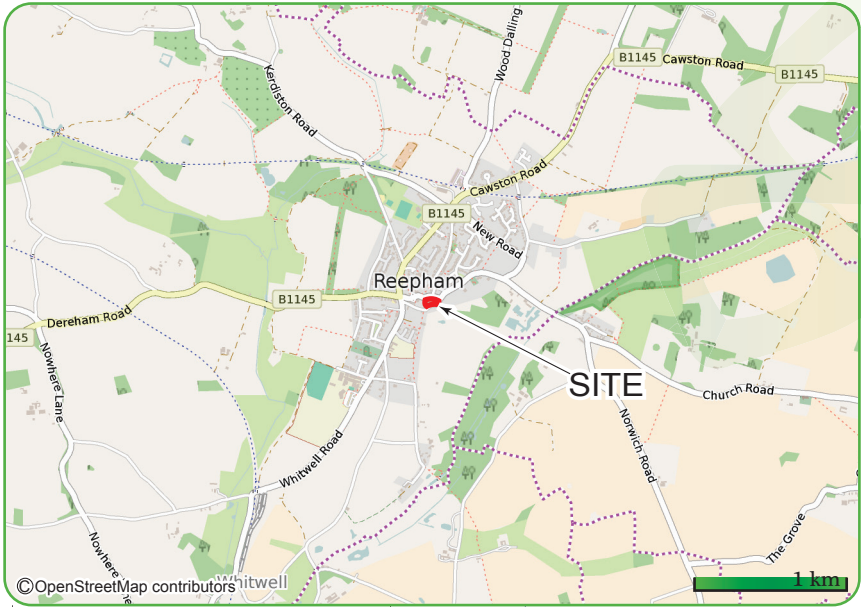 Wood Dalling
B1145 Cawston Road
B1145
Kerdiston Road
Cawston Road
B1145
New Road
Reepham
B1145
145
Dereham Road
Nowhere Lane
SITE
Church Road
Norwich Road
Whitwell Road
The Grove
Nowhere
1 km
©OpenStreetMap contributors
Whitwell